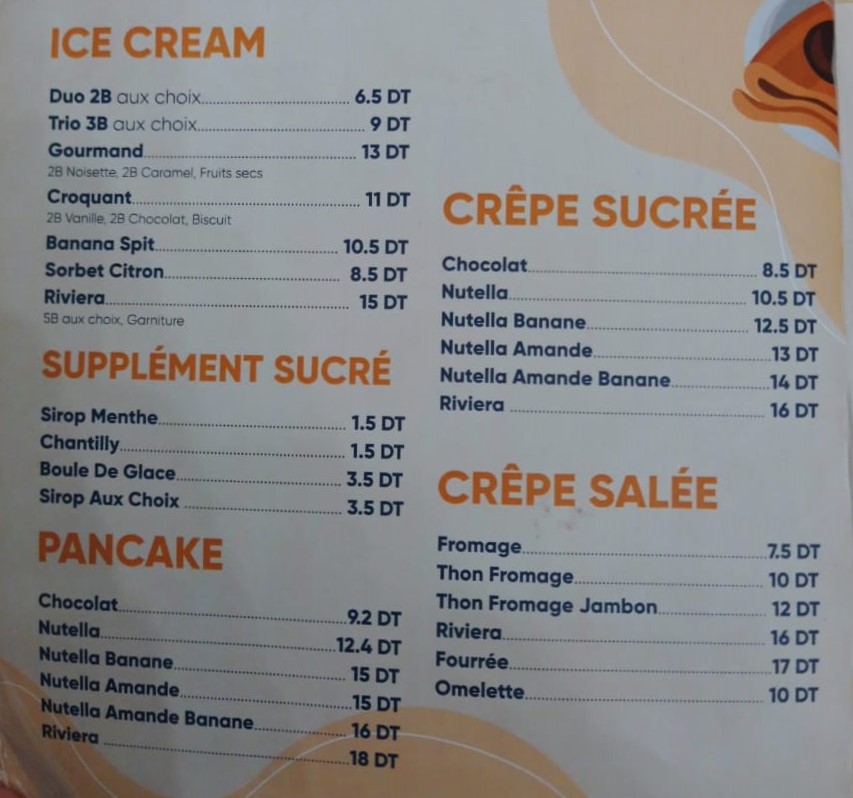 ICE CREAM
Duo 2B aux choix.......... 6.5 DT
Trio 3B aux choix.......... 9 DT
Gourmand.......... 13 DT
2B Noisette, 2B Caramel, Fruits secs
Croquant.......... 11 DT
2B Vanille, 2B Chocolat, Biscuit
Banana Spit.......... 10.5 DT
Sorbet Citron.......... 8.5 DT
Riviera.......... 15 DT
5B aux choix, Garniture
SUPPLÉMENT SUCRÉ
Sirop Menthe.......... 1.5 DT
Chantilly.......... 1.5 DT
Boule De Glace.......... 3.5 DT
Sirop Aux Choix .......... 3.5 DT
PANCAKE
Chocolat.......... 9.2 DT
Nutella.......... 12.4 DT
Nutella Banane.......... 15 DT
Nutella Amande.......... 15 DT
Nutella Amande Banane.......... 16 DT
Riviera .......... 18 DT
CRÊPE SUCRÉE
Chocolat.......... 8.5 DT
Nutella.......... 10.5 DT
Nutella Banane.......... 12.5 DT
Nutella Amande.......... 13 DT
Nutella Amande Banane.......... 14 DT
Riviera .......... 16 DT
CRÊPE SALÉE
Fromage.......... 7.5 DT
Thon Fromage.......... 10 DT
Thon Fromage Jambon.......... 12 DT
Riviera.......... 16 DT
Fourrée.......... 17 DT
Omelette.......... 10 DT